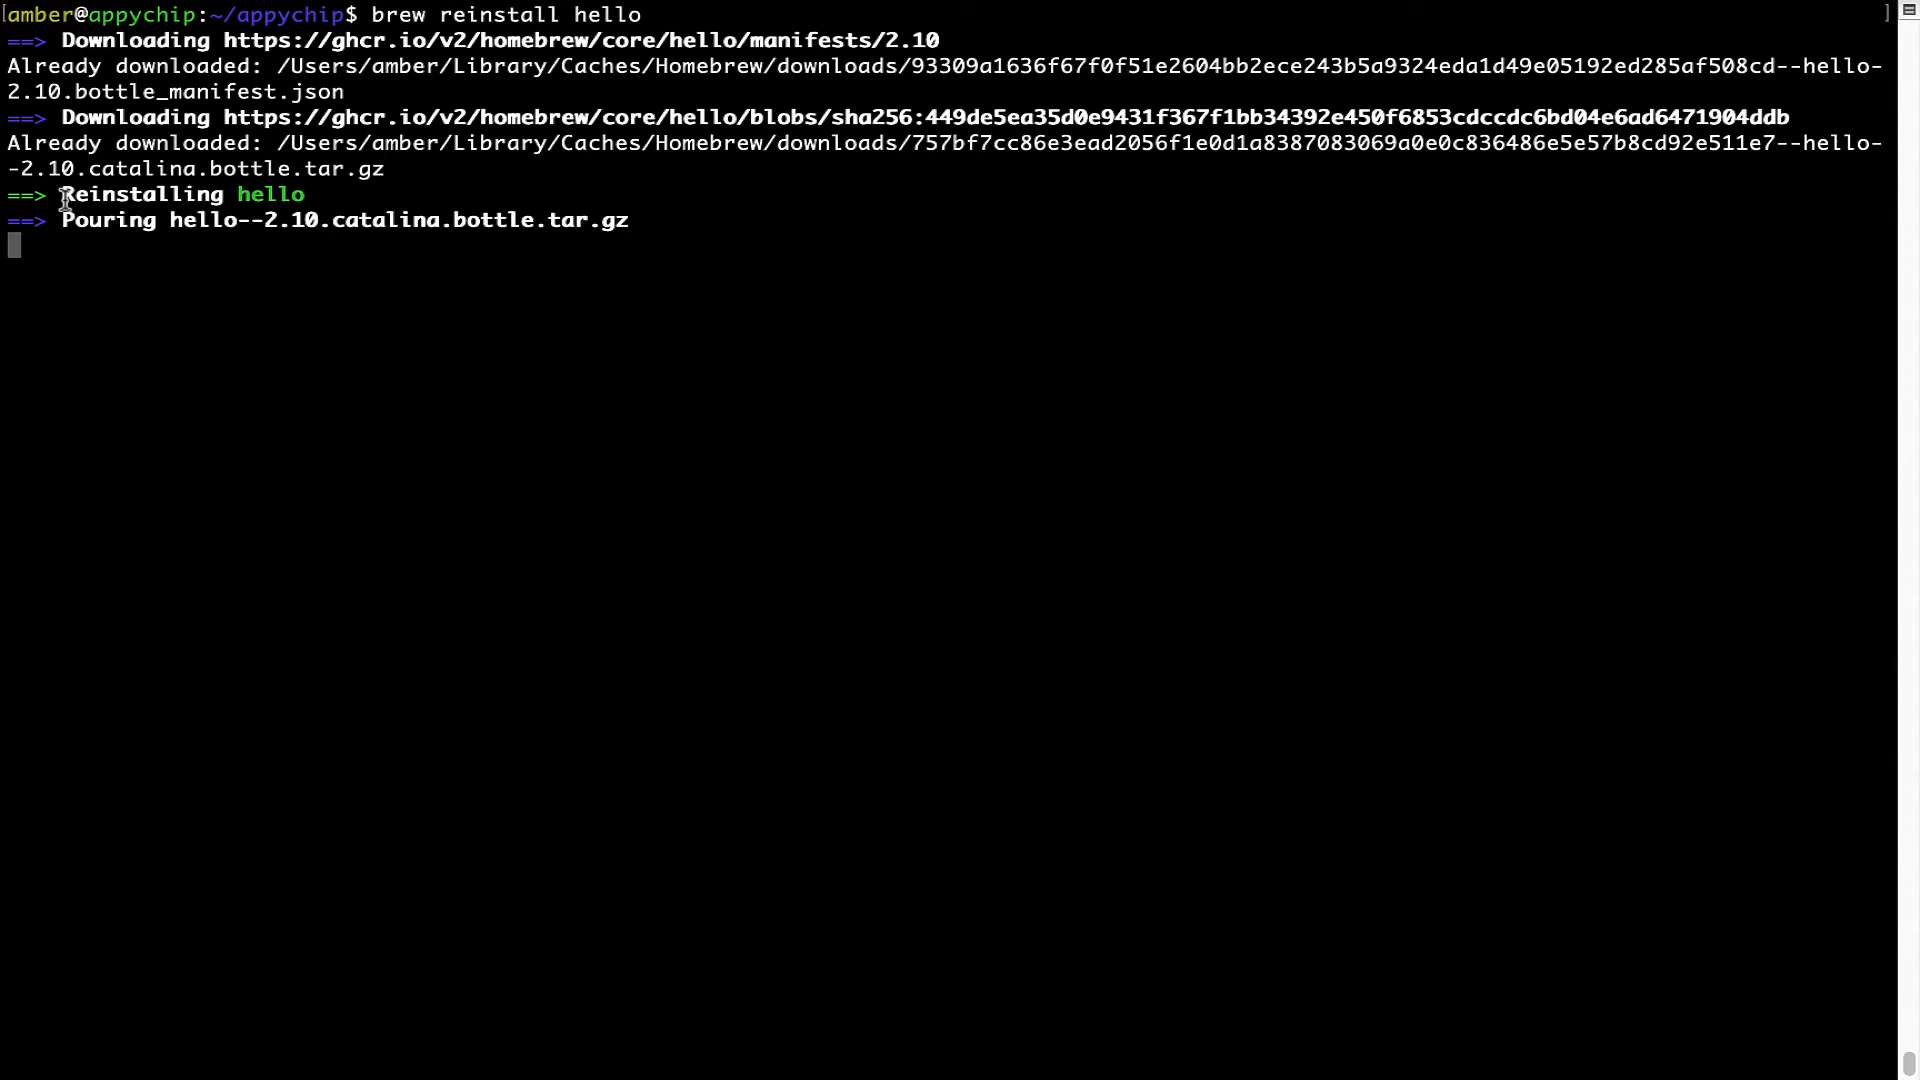 [amber@appychip:~/appychip$ brew reinstall hello ]
==> Downloading https://ghcr.io/v2/homebrew/core/hello/manifests/2.10
Already downloaded: /Users/amber/Library/Caches/Homebrew/downloads/93309a1636f67f0f51e2604bb2ece243b5a9324eda1d49e05192ed285af508cd--hello-
2.10.bottle_manifest.json
==> Downloading https://ghcr.io/v2/homebrew/core/hello/blobs/sha256:449de5ea35d0e9431f367f1bb34392e450f6853cdccdc6bd04e6ad6471904ddb
Already downloaded: /Users/amber/Library/Caches/Homebrew/downloads/757bf7cc86e3ead2056f1e0d1a8387083069a0e0c836486e5e57b8cd92e511e7--hello-
-2.10.catalina.bottle.tar.gz
==> Reinstalling hello
==> Pouring hello--2.10.catalina.bottle.tar.gz